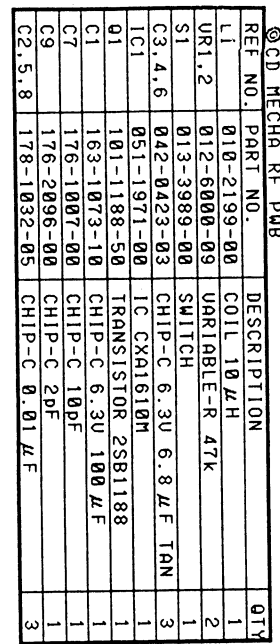 ◎CD MECHA RF PWB
REF NO. PART NO. DESCRIPTION QTY
Li 010-2199-00 COIL 10μH 1
VR1,2 012-6000-09 VARIABLE-R 47k 2
S1 013-3989-00 SWITCH 1
C3,4,6 042-0423-03 CHIP-C 6.3V 6.8μF TAN 3
IC1 051-1971-00 IC CXA1610M 1
Q1 101-1188-50 TRANSISTOR 2SB1188 1
C1 163-1073-10 CHIP-C 6.3V 100μF 1
C7 176-1007-00 CHIP-C 10pF 1
C9 176-2096-00 CHIP-C 2pF 1
C2,5,8 178-1032-05 CHIP-C 0.01μF 3